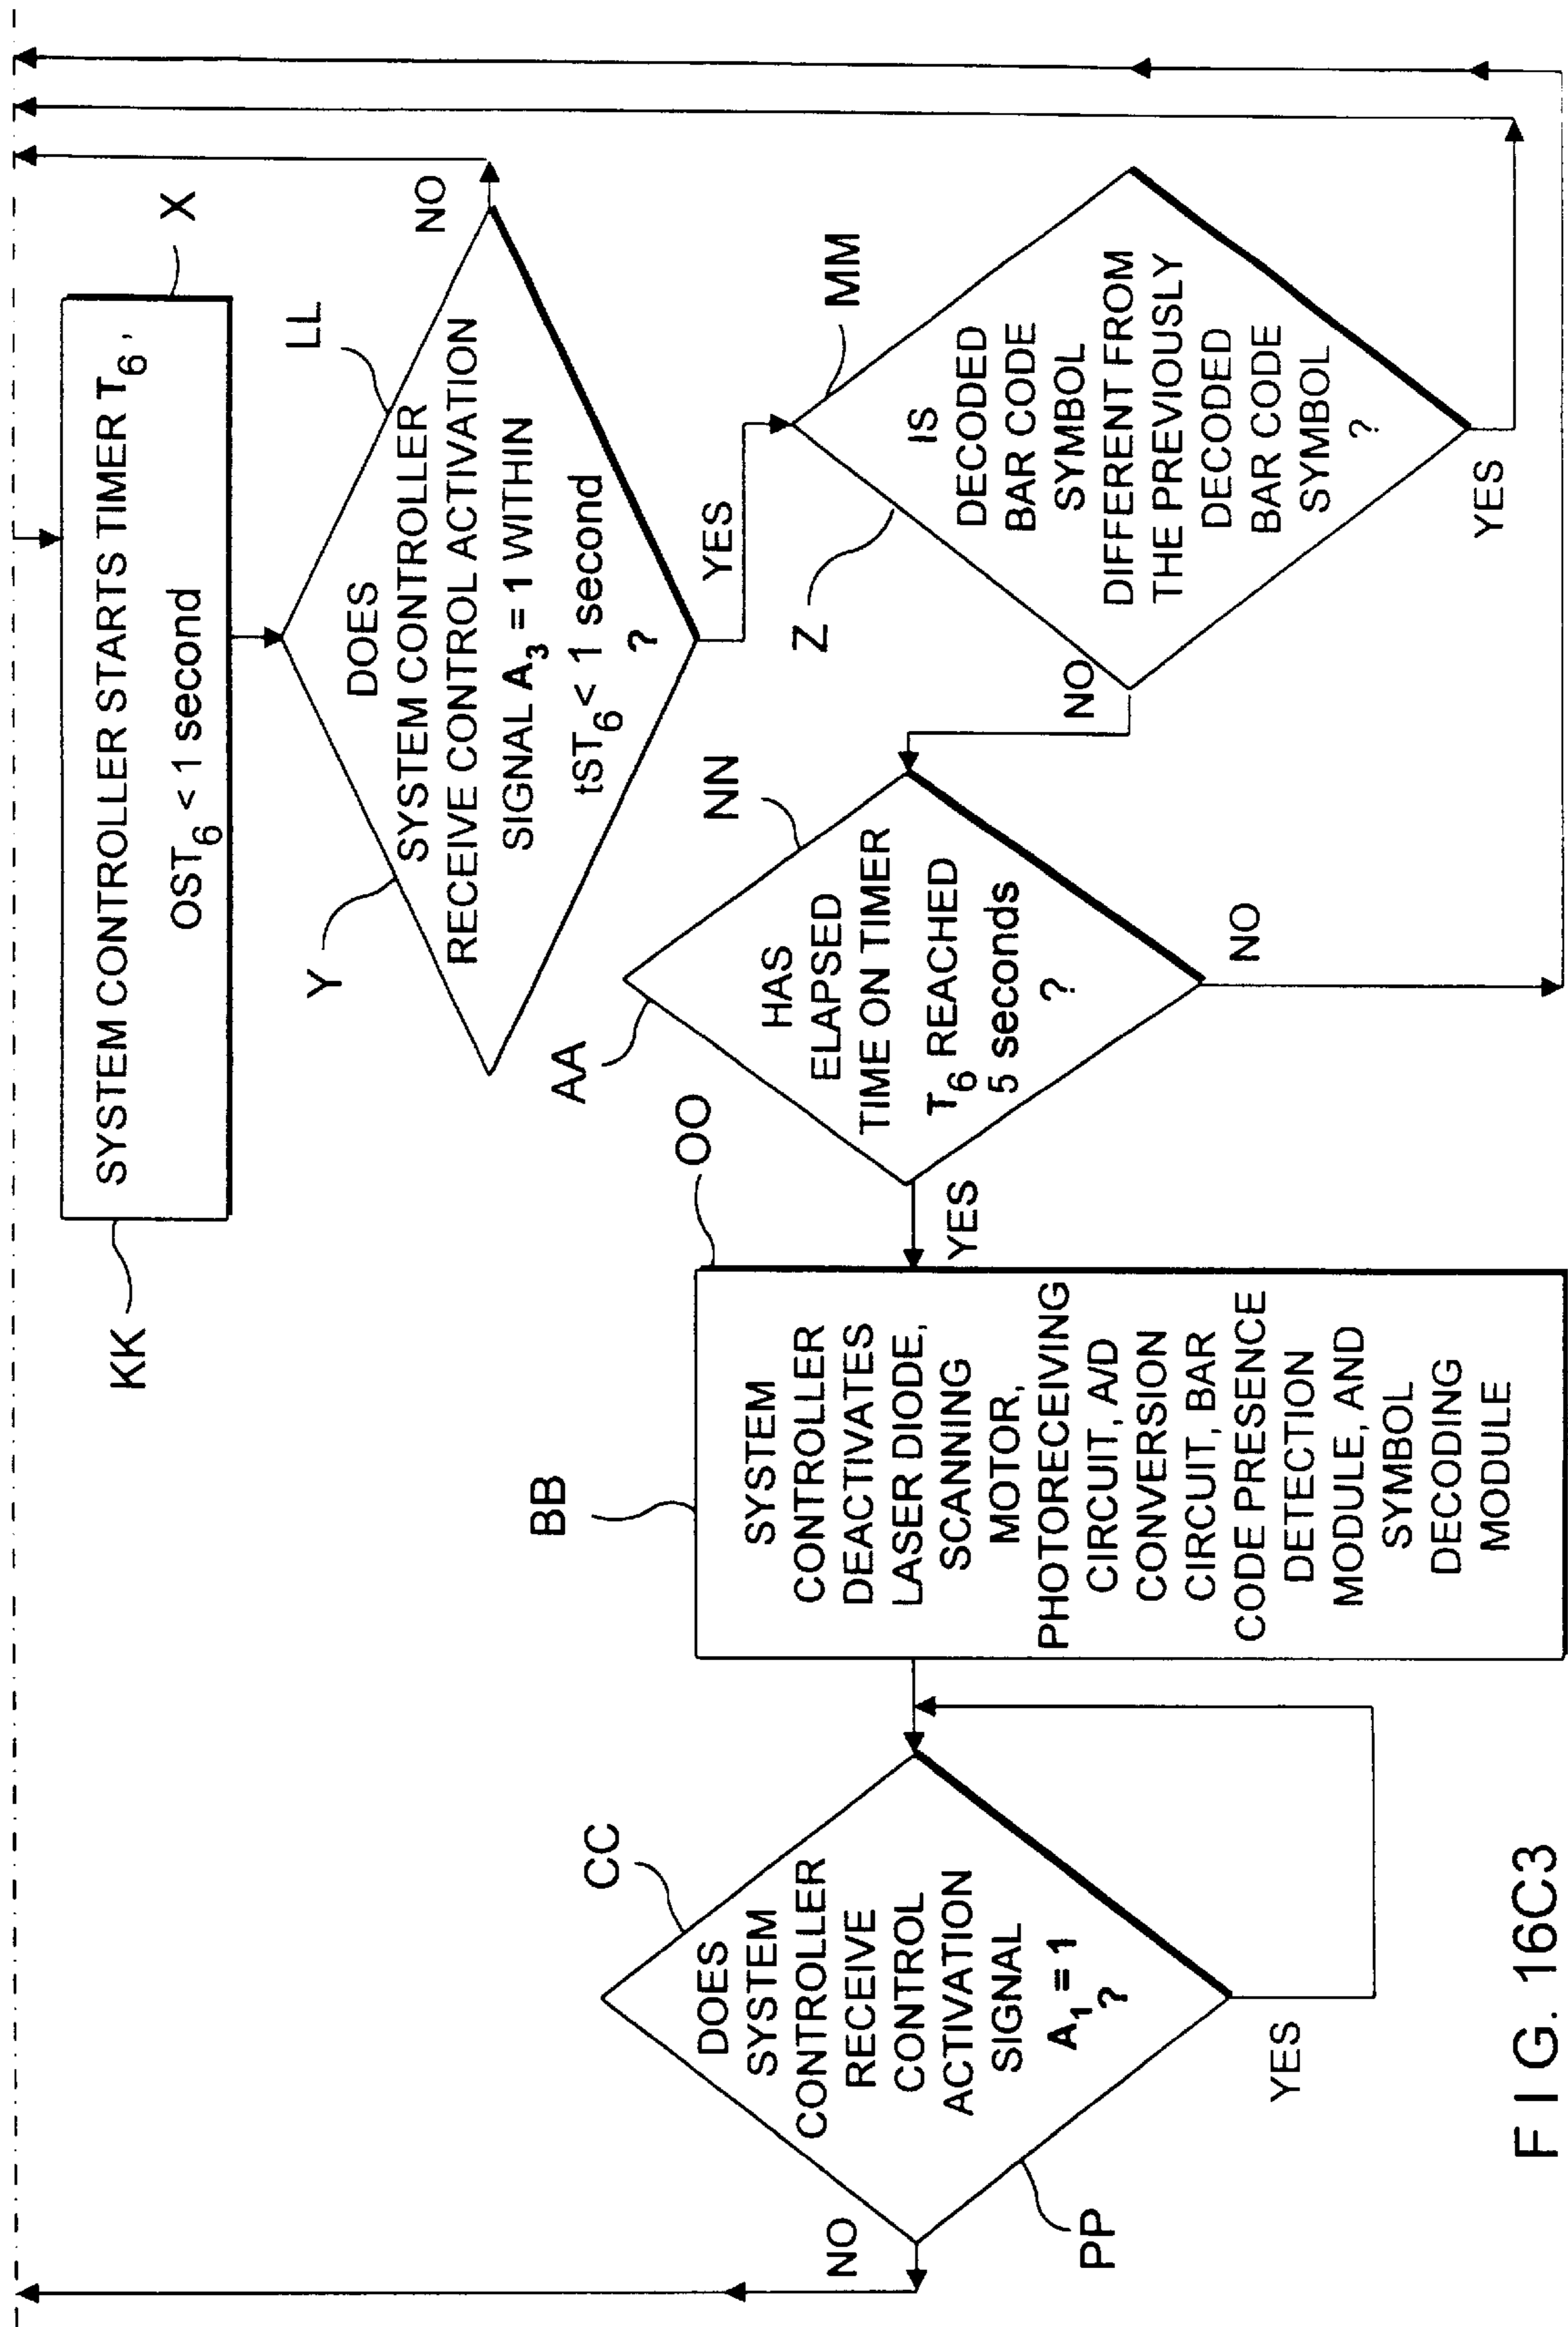 X
SYSTEM CONTROLLER STARTS TIMER T6,
OST6 < 1 second
KK
LL
Y
DOES
SYSTEM CONTROLLER
RECEIVE CONTROL ACTIVATION
SIGNAL A3 = 1 WITHIN
tST6 < 1 second
?
NO
YES
MM
Z
IS
DECODED
BAR CODE
SYMBOL
DIFFERENT FROM
THE PREVIOUSLY
DECODED
BAR CODE
SYMBOL
?
YES
NO
NN
AA
HAS
ELAPSED
TIME ON TIMER
T6 REACHED
5 seconds
?
NO
YES
OO
BB
SYSTEM
CONTROLLER
DEACTIVATES
LASER DIODE,
SCANNING
MOTOR,
PHOTORECEIVING
CIRCUIT, A/D
CONVERSION
CIRCUIT, BAR
CODE PRESENCE
DETECTION
MODULE, AND
SYMBOL
DECODING
MODULE
CC
DOES
SYSTEM
CONTROLLER
RECEIVE
CONTROL
ACTIVATION
SIGNAL
A1 = 1
?
YES
NO
PP
FIG. 16C3